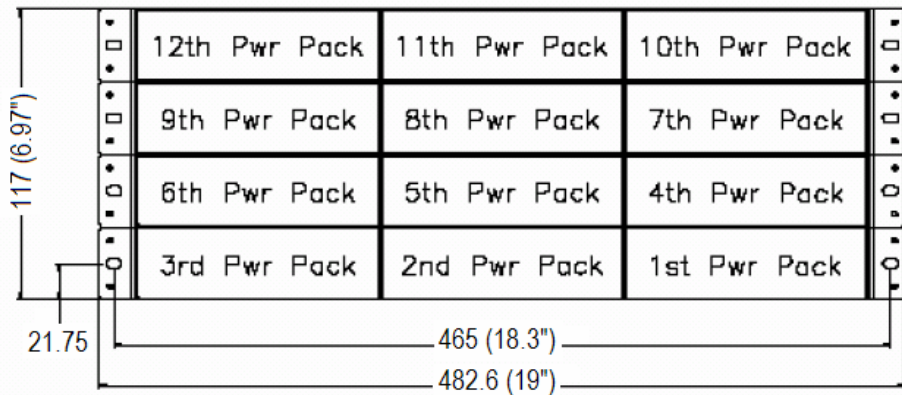 12th Pwr Pack 11th Pwr Pack 10th Pwr Pack
9th Pwr Pack 8th Pwr Pack 7th Pwr Pack
6th Pwr Pack 5th Pwr Pack 4th Pwr Pack
3rd Pwr Pack 2nd Pwr Pack 1st Pwr Pack
117 (6.97")
21.75
465 (18.3")
482.6 (19")